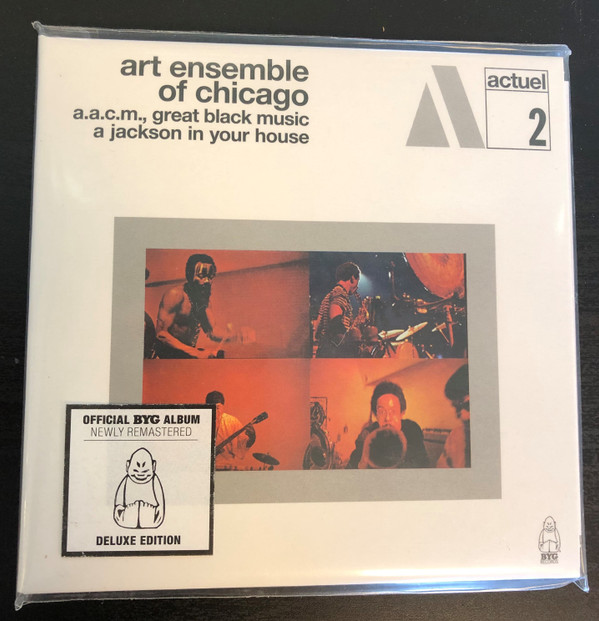 art ensemble
of chicago
a.a.c.m., great black music
a jackson in your house
actuel
2
OFFICIAL BYG ALBUM
NEWLY REMASTERED
DELUXE EDITION
BYG